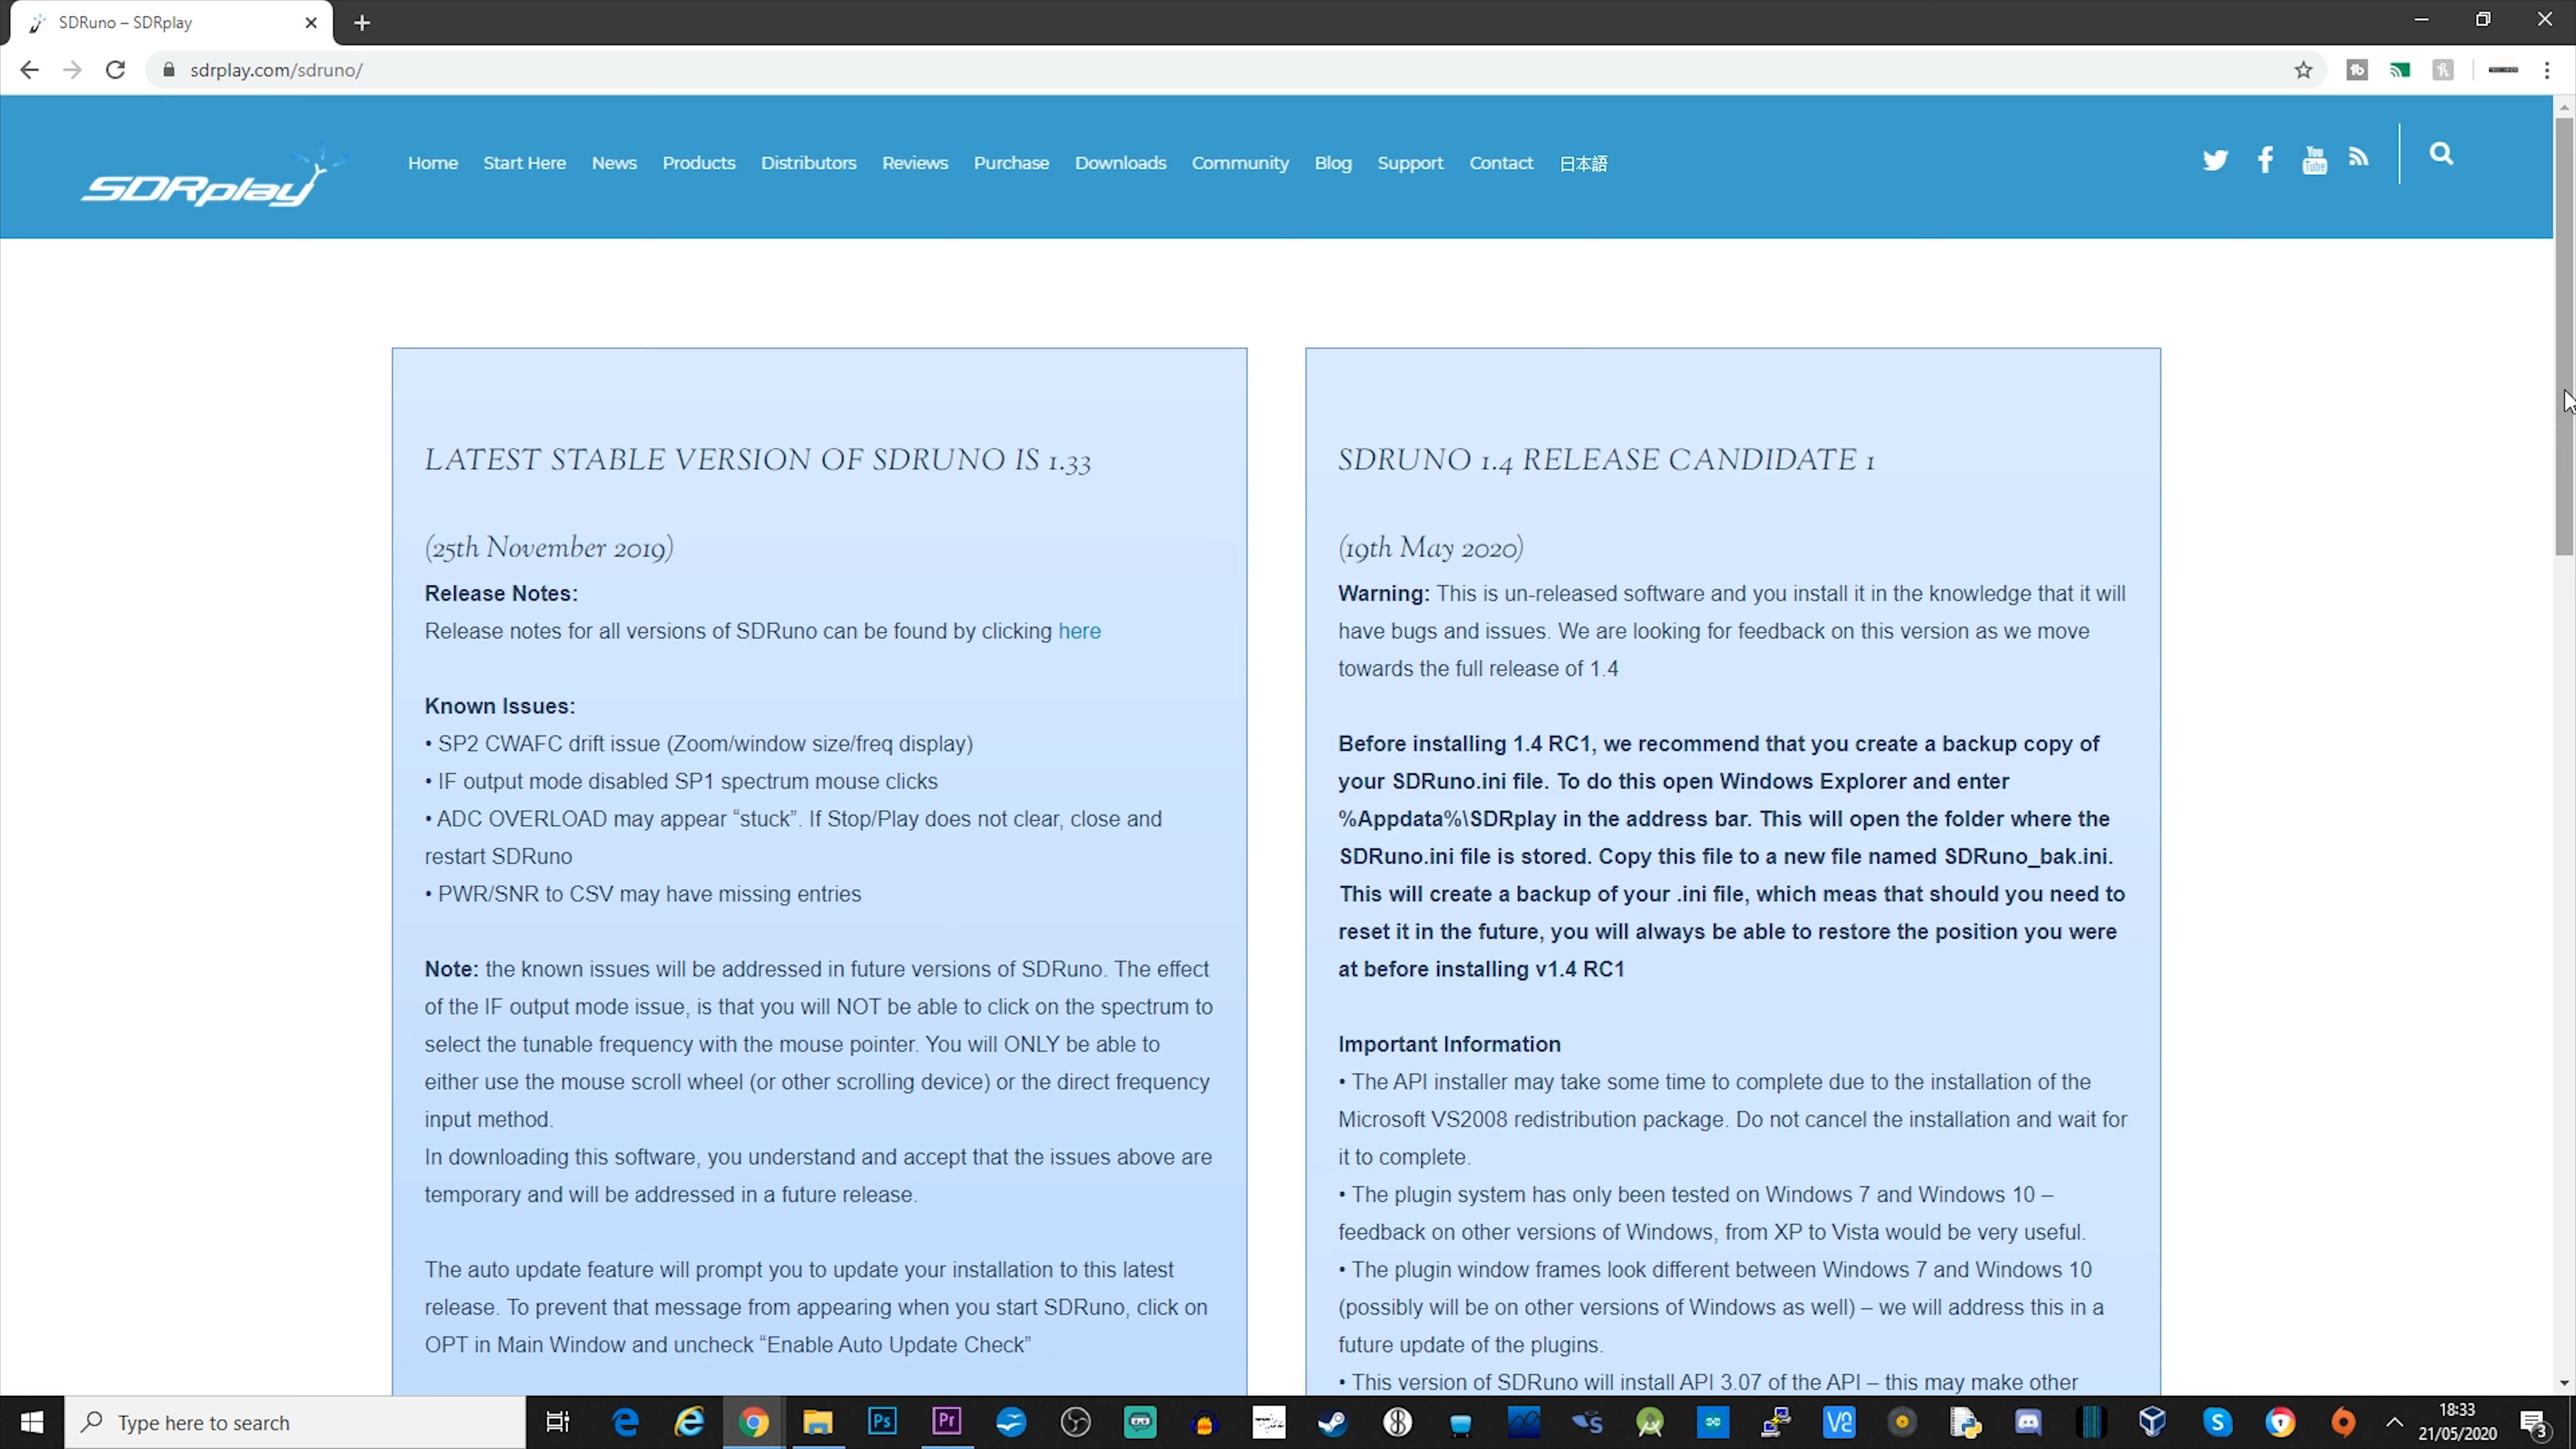 SDRuno – SDRplay
sdrplay.com/sdruno/
SDRplay
Home Start Here News Products Distributors Reviews Purchase Downloads Community Blog Support Contact 日本語
You Tube
LATEST STABLE VERSION OF SDRUNO IS 1.33
(25th November 2019)
Release Notes:
Release notes for all versions of SDRuno can be found by clicking here
Known Issues:
• SP2 CWAFC drift issue (Zoom/window size/freq display)
• IF output mode disabled SP1 spectrum mouse clicks
• ADC OVERLOAD may appear “stuck”. If Stop/Play does not clear, close and
restart SDRuno
• PWR/SNR to CSV may have missing entries
Note: the known issues will be addressed in future versions of SDRuno. The effect
of the IF output mode issue, is that you will NOT be able to click on the spectrum to
select the tunable frequency with the mouse pointer. You will ONLY be able to
either use the mouse scroll wheel (or other scrolling device) or the direct frequency
input method.
In downloading this software, you understand and accept that the issues above are
temporary and will be addressed in a future release.
The auto update feature will prompt you to update your installation to this latest
release. To prevent that message from appearing when you start SDRuno, click on
OPT in Main Window and uncheck “Enable Auto Update Check”
SDRUNO 1.4 RELEASE CANDIDATE 1
(19th May 2020)
Warning: This is un-released software and you install it in the knowledge that it will
have bugs and issues. We are looking for feedback on this version as we move
towards the full release of 1.4
Before installing 1.4 RC1, we recommend that you create a backup copy of
your SDRuno.ini file. To do this open Windows Explorer and enter
%Appdata%\SDRplay in the address bar. This will open the folder where the
SDRuno.ini file is stored. Copy this file to a new file named SDRuno_bak.ini.
This will create a backup of your .ini file, which meas that should you need to
reset it in the future, you will always be able to restore the position you were
at before installing v1.4 RC1
Important Information
• The API installer may take some time to complete due to the installation of the
Microsoft VS2008 redistribution package. Do not cancel the installation and wait for
it to complete.
• The plugin system has only been tested on Windows 7 and Windows 10 –
feedback on other versions of Windows, from XP to Vista would be very useful.
• The plugin window frames look different between Windows 7 and Windows 10
(possibly will be on other versions of Windows as well) – we will address this in a
future update of the plugins.
• This version of SDRuno will install API 3.07 of the API – this may make other
Type here to search
Ps
Pr
18:33
21/05/2020
3